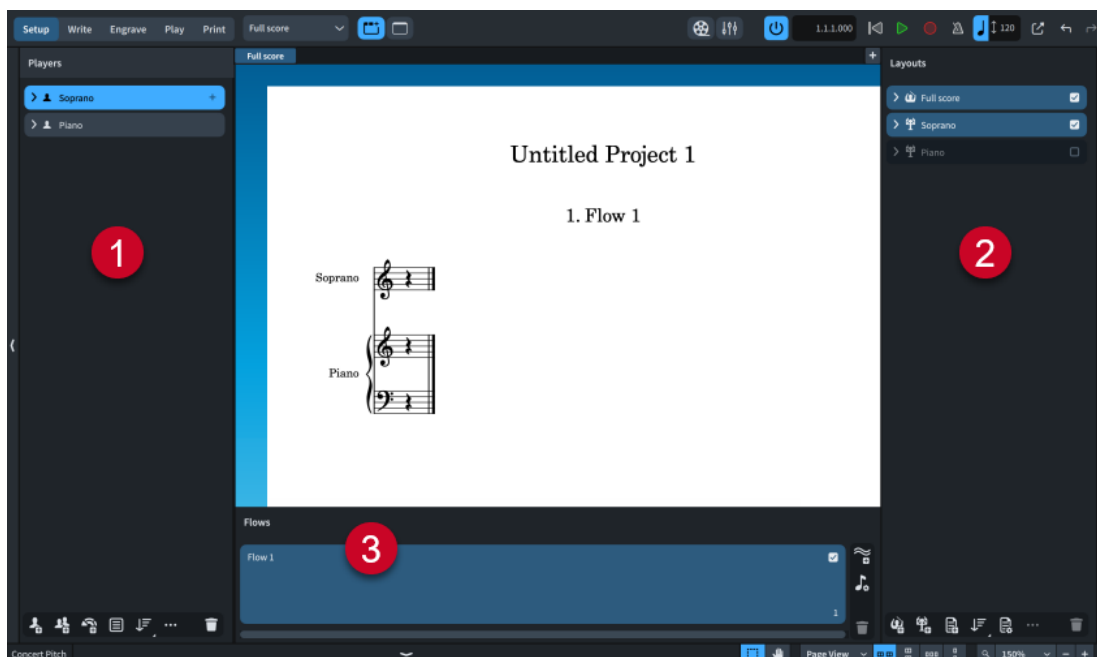 Setup Write Engrave Play Print Full score 1.1.1.000 120
Players
Full score
Layouts
Soprano
Piano
Full score
Soprano
Piano
Untitled Project 1
1. Flow 1
Soprano
Piano
1
2
Flows
3
Flow 1
1
Concert Pitch
Page View
150%